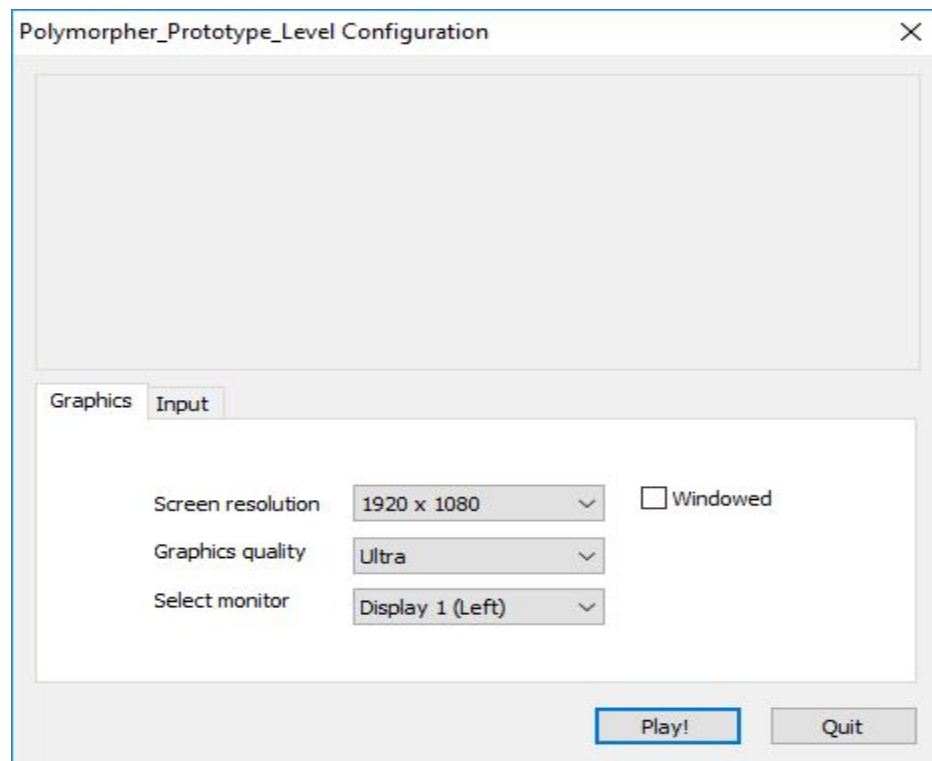 Polymorpher_Prototype_Level Configuration
Graphics Input
Screen resolution 1920 x 1080 Windowed
Graphics quality Ultra
Select monitor Display 1 (Left)
Play! Quit